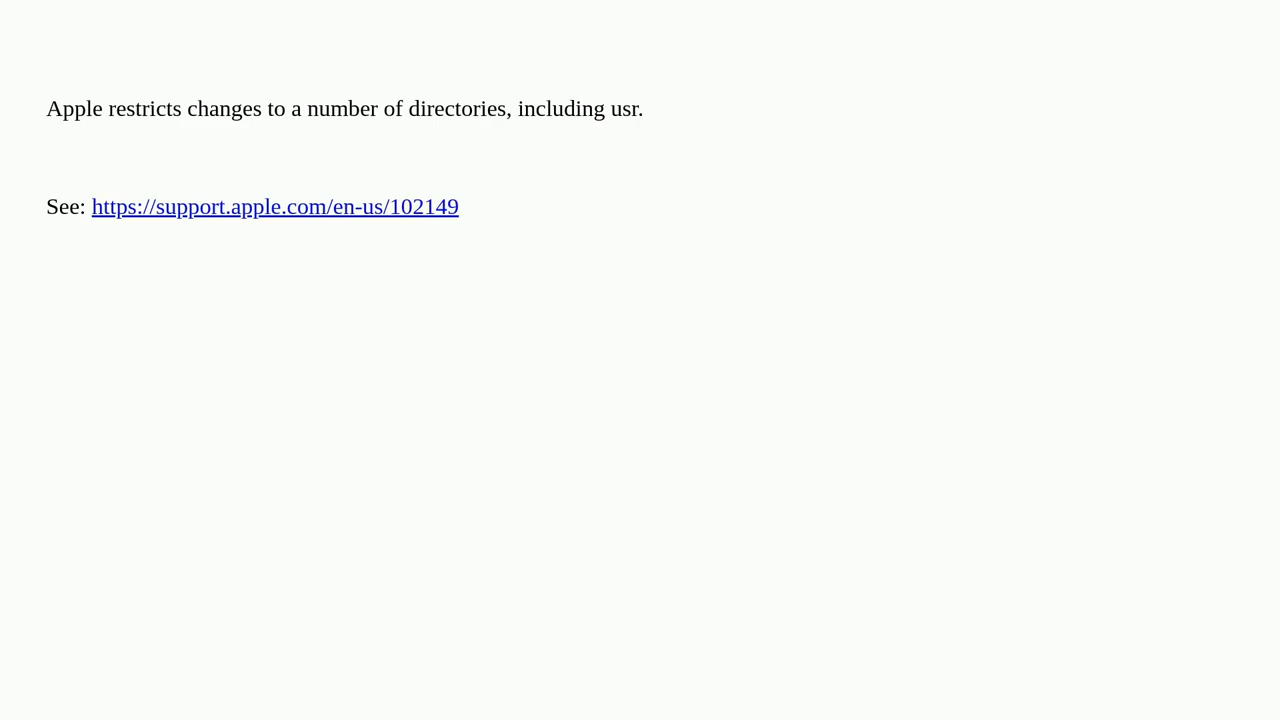 Apple restricts changes to a number of directories, including usr.
See: https://support.apple.com/en-us/102149